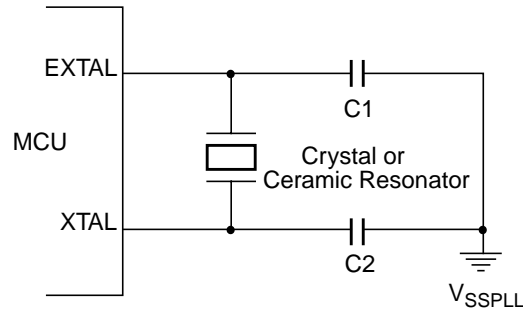 EXTAL
C1
MCU
Crystal or
Ceramic Resonator
XTAL
C2
VSSPLL